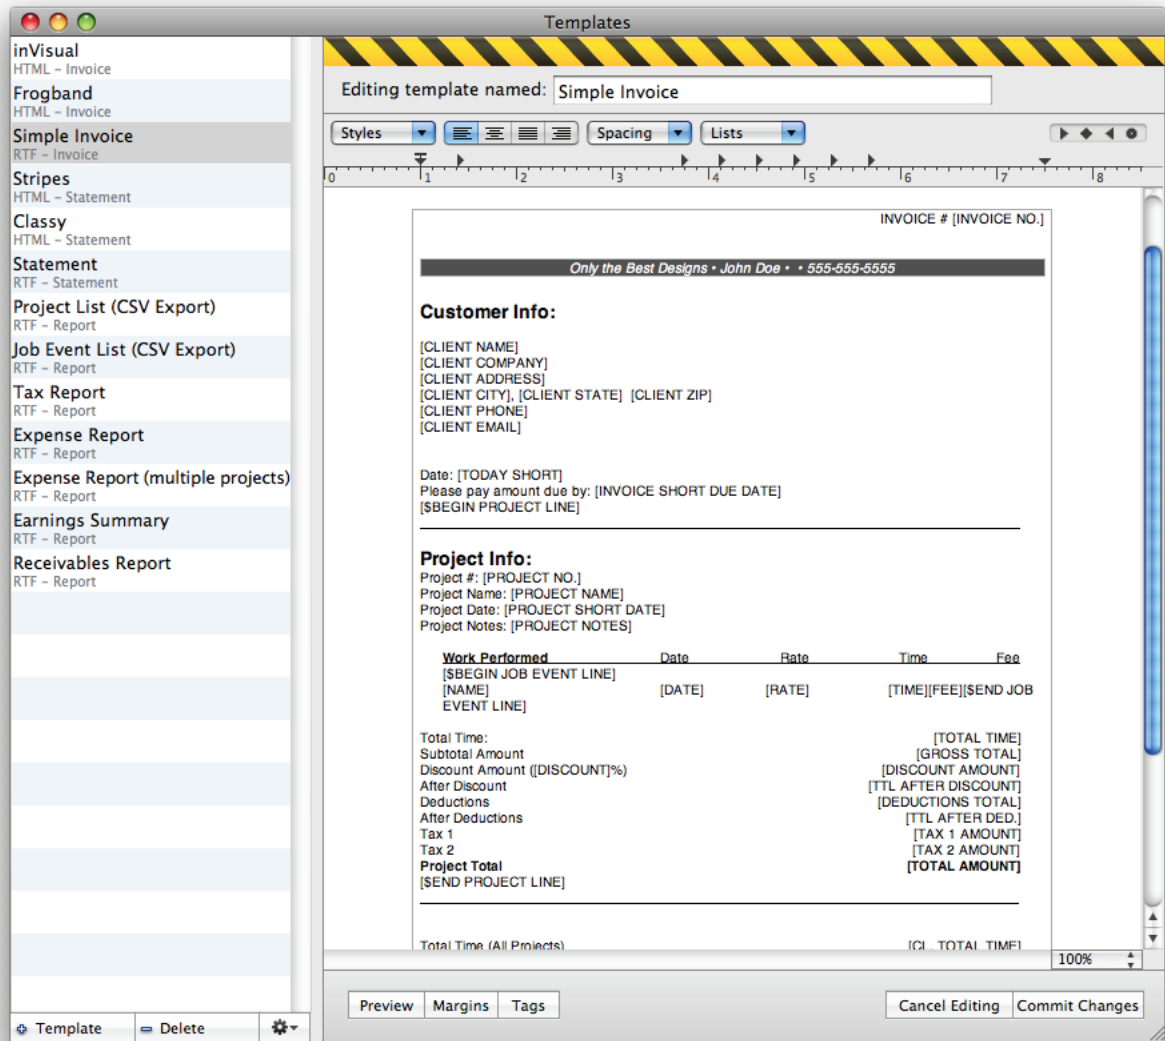 Templates
inVisual
HTML – Invoice
Frogband
HTML – Invoice
Simple Invoice
RTF – Invoice
Stripes
HTML – Statement
Classy
HTML – Statement
Statement
RTF – Statement
Project List (CSV Export)
RTF – Report
Job Event List (CSV Export)
RTF – Report
Tax Report
RTF – Report
Expense Report
RTF – Report
Expense Report (multiple projects)
RTF – Report
Earnings Summary
RTF – Report
Receivables Report
RTF – Report
Template Delete
Editing template named: Simple Invoice
Styles Spacing Lists
0 1 2 3 4 5 6 7 8
INVOICE # [INVOICE NO.]
Only the Best Designs • John Doe • • 555-555-5555
Customer Info:
[CLIENT NAME]
[CLIENT COMPANY]
[CLIENT ADDRESS]
[CLIENT CITY], [CLIENT STATE] [CLIENT ZIP]
[CLIENT PHONE]
[CLIENT EMAIL]
Date: [TODAY SHORT]
Please pay amount due by: [INVOICE SHORT DUE DATE]
[$BEGIN PROJECT LINE]
Project Info:
Project #: [PROJECT NO.]
Project Name: [PROJECT NAME]
Project Date: [PROJECT SHORT DATE]
Project Notes: [PROJECT NOTES]
Work Performed Date Rate Time Fee
[$BEGIN JOB EVENT LINE]
[NAME] [DATE] [RATE] [TIME][FEE][$END JOB
EVENT LINE]
Total Time: [TOTAL TIME]
Subtotal Amount [GROSS TOTAL]
Discount Amount ([DISCOUNT]%) [DISCOUNT AMOUNT]
After Discount [TTL AFTER DISCOUNT]
Deductions [DEDUCTIONS TOTAL]
After Deductions [TTL AFTER DED.]
Tax 1 [TAX 1 AMOUNT]
Tax 2 [TAX 2 AMOUNT]
Project Total [TOTAL AMOUNT]
[$END PROJECT LINE]
Total Time (All Projects) [CL. TOTAL TIME]
100%
Preview Margins Tags Cancel Editing Commit Changes